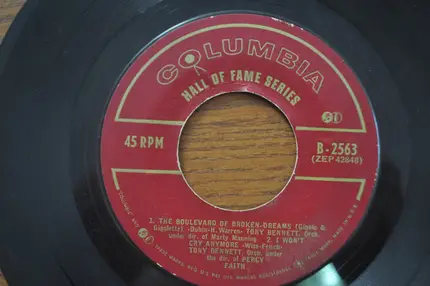 COLUMBIA
HALL OF FAME SERIES
45 RPM
B-2563
(ZEP 42848)
1. THE BOULEVARD OF BROKEN-DREAMS (Gigolo &
Gigolette) -Dubin-H. Warren- TONY BENNETT, Orch.
under dir. of Marty Manning 2. I WON'T
CRY ANYMORE -Wise-Frisch-
TONY BENNETT, Orch. under
the dir. of PERCY
FAITH